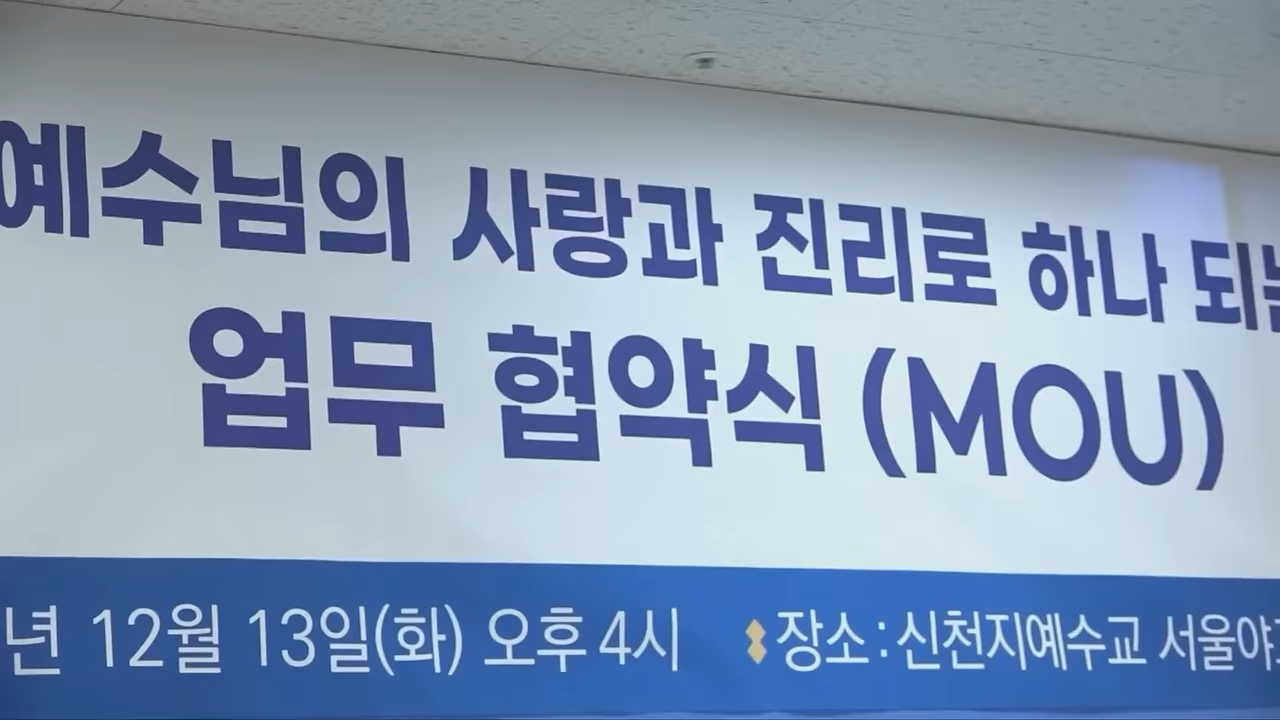 예수님의 사랑과 진리로 하나 되는
업무 협약식 (MOU)
년 12월 13일(화) 오후 4시 장소 : 신천지예수교 서울야